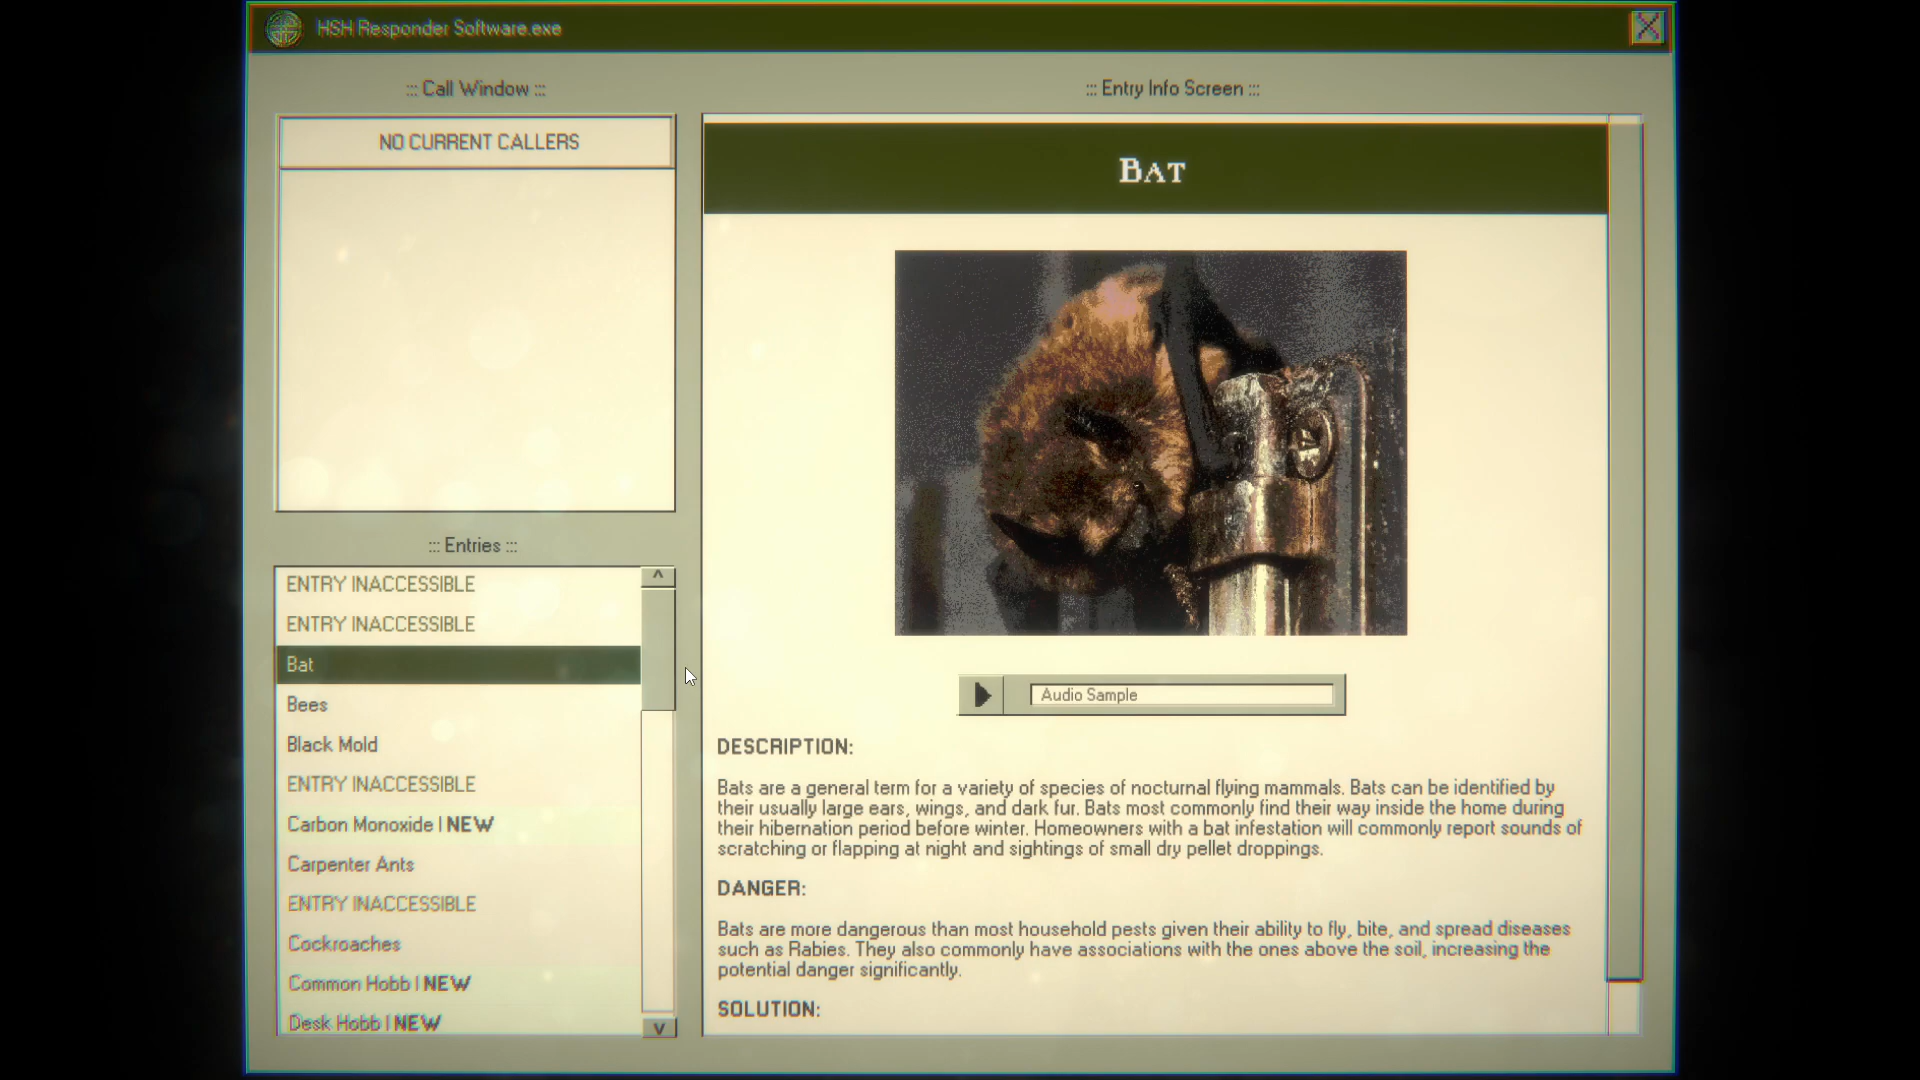 HSH Responder Software.exe
::: Call Window :::
NO CURRENT CALLERS
::: Entries :::
ENTRY INACCESSIBLE
ENTRY INACCESSIBLE
Bat
Bees
Black Mold
ENTRY INACCESSIBLE
Carbon Monoxide | NEW
Carpenter Ants
ENTRY INACCESSIBLE
Cockroaches
Common Hobb | NEW
Desk Hobb | NEW
::: Entry Info Screen :::
BAT
Audio Sample
DESCRIPTION:
Bats are a general term for a variety of species of nocturnal flying mammals. Bats can be identified by
their usually large ears, wings, and dark fur. Bats most commonly find their way inside the home during
their hibernation period before winter. Homeowners with a bat infestation will commonly report sounds of
scratching or flapping at night and sightings of small dry pellet droppings.
DANGER:
Bats are more dangerous than most household pests given their ability to fly, bite, and spread diseases
such as Rabies. They also commonly have associations with the ones above the soil, increasing the
potential danger significantly.
SOLUTION: